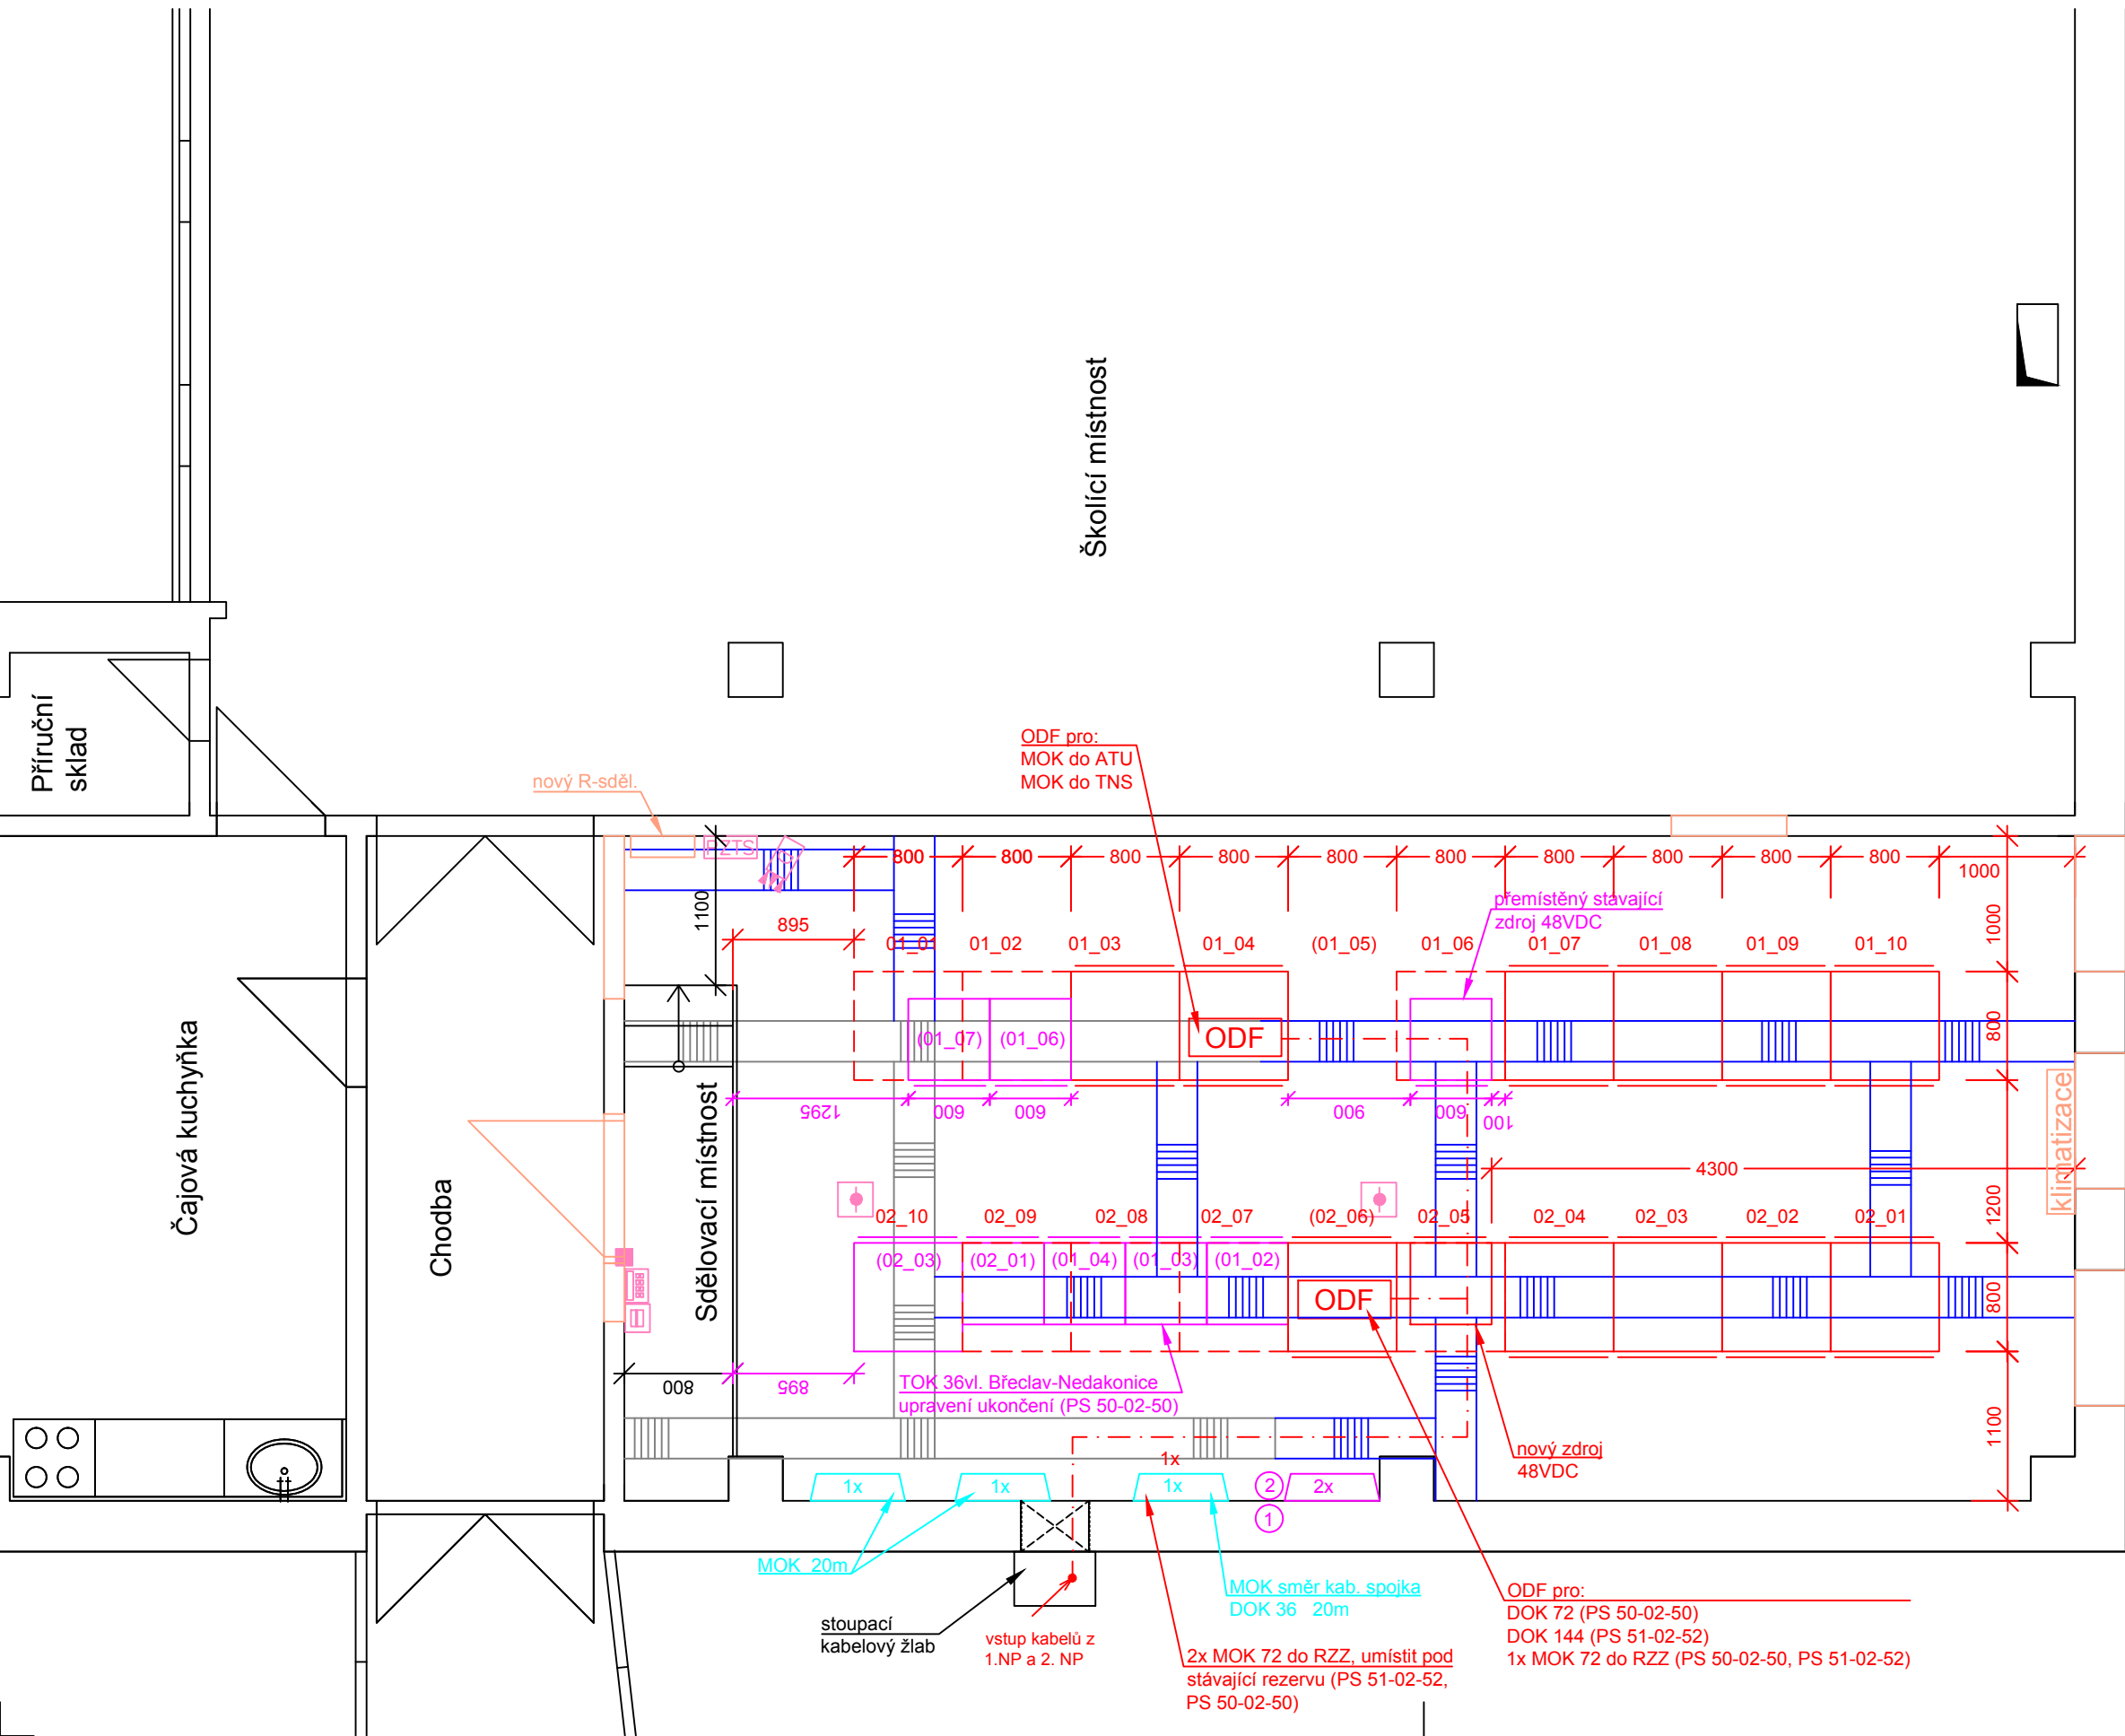 Školící místnost
Příruční
sklad
ODF pro:
MOK do ATU
MOK do TNS
nový R-sděl.
PZTS
800
800
800
800
800
800
800
800
800
800
1000
1100
895
přemístěný stávající
zdroj 48VDC
1000
01_01
01_02
01_03
01_04
(01_05)
01_06
01_07
01_08
01_09
01_10
(01_07)
(01_06)
ODF
800
Čajová kuchyňka
Chodba
Sdělovací místnost
klimatizace
1295
600
600
900
600
100
4300
1200
02_10
02_09
02_08
02_07
(02_06)
02_05
02_04
02_03
02_02
02_01
(02_03)
(02_01)
(01_04)
(01_03)
(01_02)
ODF
800
800
895
TOK 36vl. Břeclav-Nedakonice
upravení ukončení (PS 50-02-50)
1100
nový zdroj
48VDC
1x
1x
1x
1x
2
2x
1
MOK 20m
MOK směr kab. spojka
DOK 36 20m
stoupací
kabelový žlab
vstup kabelů z
1.NP a 2. NP
2x MOK 72 do RZZ, umístit pod
stávající rezervu (PS 51-02-52,
PS 50-02-50)
ODF pro:
DOK 72 (PS 50-02-50)
DOK 144 (PS 51-02-52)
1x MOK 72 do RZZ (PS 50-02-50, PS 51-02-52)